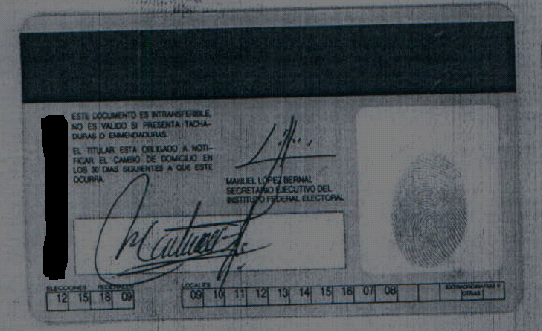 ESTE DOCUMENTO ES INTRANSFERIBLE,
NO ES VALIDO SI PRESENTA TACHA-
DURAS O ENMENDADURAS.
EL TITULAR ESTA OBLIGADO A NOTI-
FICAR EL CAMBIO DE DOMICILIO EN
LOS 30 DIAS SIGUIENTES A QUE ESTE
OCURRA.
MANUEL LOPEZ BERNAL
SECRETARIO EJECUTIVO DEL
INSTITUTO FEDERAL ELECTORAL
ELECCIONES FEDERALES
12 15 18 09
LOCALES
09 10 11 12 13 14 15 16 07 08
EXTRAORDINARIAS Y
OTRAS